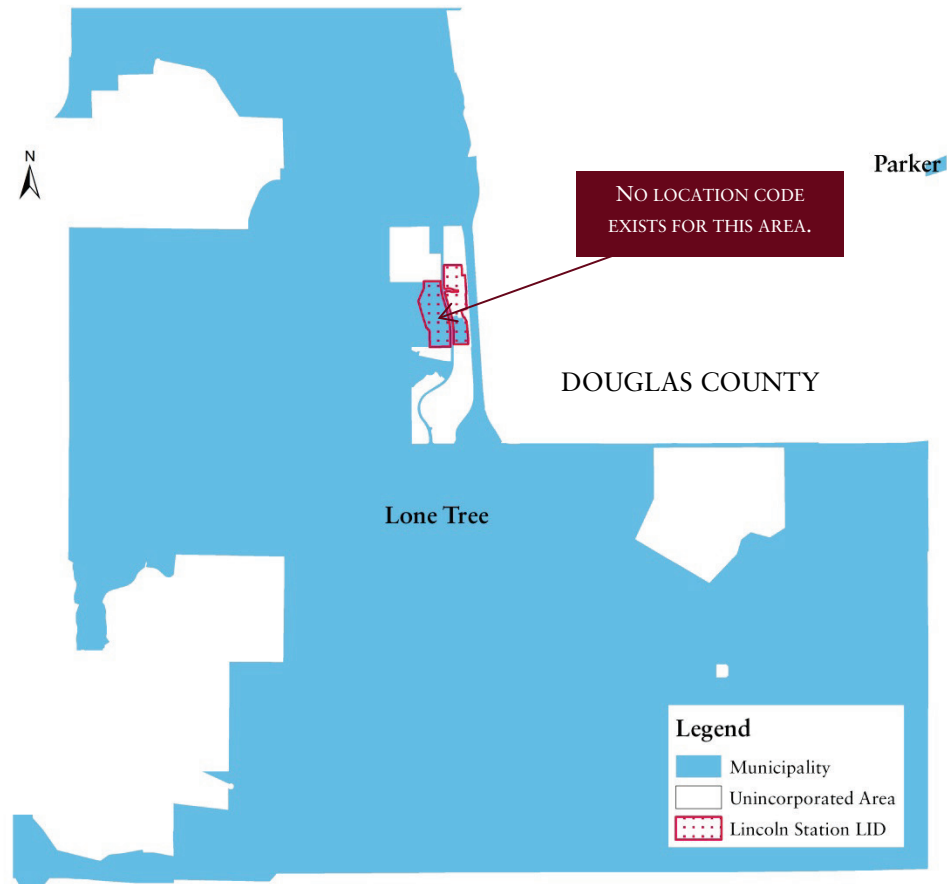 N
Parker
NO LOCATION CODE
EXISTS FOR THIS AREA.
DOUGLAS COUNTY
Lone Tree
Legend
Municipality
Unincorporated Area
Lincoln Station LID